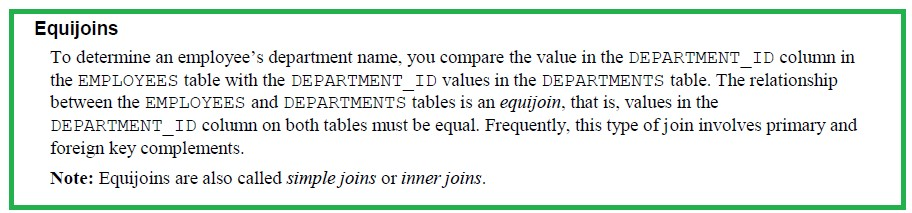 Equijoins
To determine an employee’s department name, you compare the value in the DEPARTMENT_ID column in
the EMPLOYEES table with the DEPARTMENT_ID values in the DEPARTMENTS table. The relationship
between the EMPLOYEES and DEPARTMENTS tables is an equijoin, that is, values in the
DEPARTMENT_ID column on both tables must be equal. Frequently, this type of join involves primary and
foreign key complements.
Note: Equijoins are also called simple joins or inner joins.